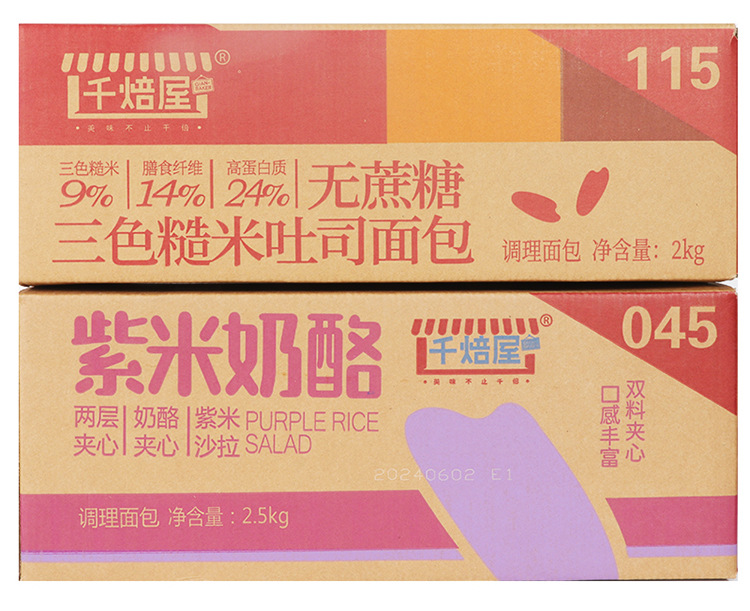 千焙屋®
GIAN-BAKER
• 美味不止千倍 •
115
三色糙米 膳食纤维 高蛋白质
9% 14% 24%
无蔗糖
三色糙米吐司面包
调理面包 净含量：2kg
紫米奶酪
千焙屋®
• 美味不止千倍 •
045
两层夹心
奶酪夹心
紫米沙拉
PURPLE RICE
SALAD
双料夹心
口感丰富
20240602 E1
调理面包 净含量：2.5kg